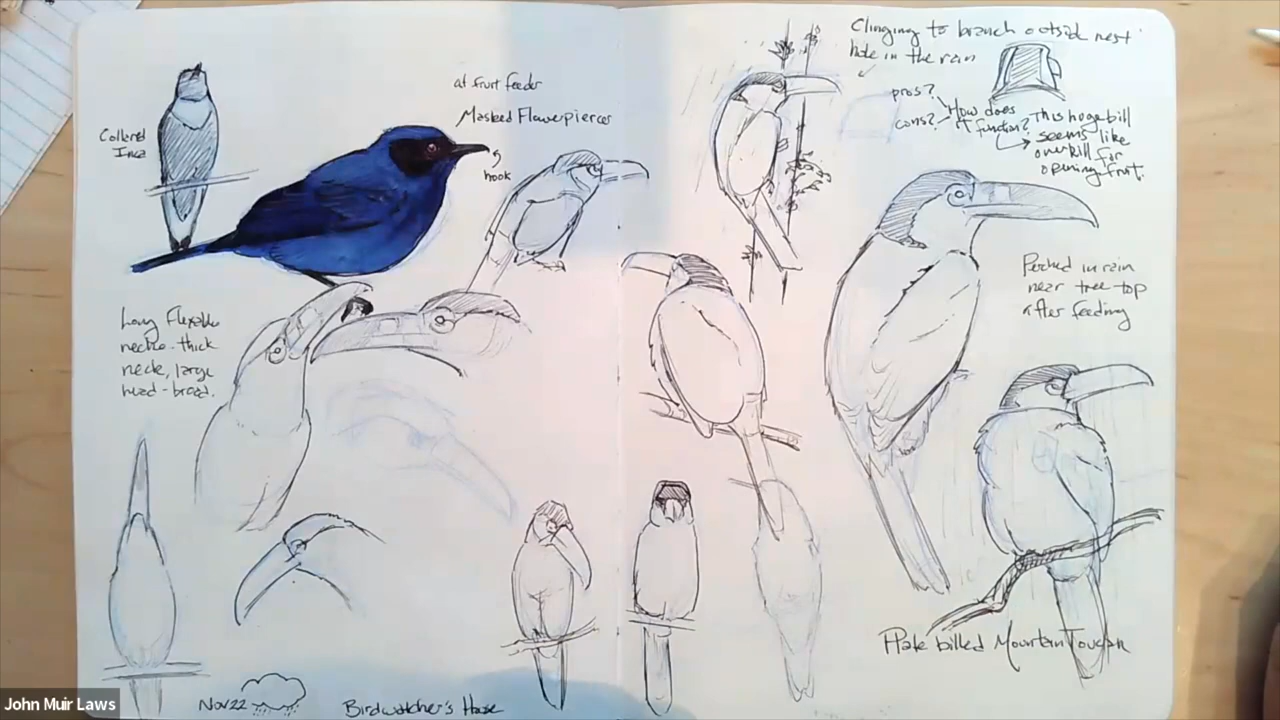 Collared
Inca
at fruit feeder
Masked Flowerpiercer
hook
Long Flexable
necks - thick
neck, large
head - broad.
Nov 22
Birdwatcher's House
Clinging to branch outside nest
hole in the rain
pros?
cons?
How does
it function?
This huge bill
seems like
overkill for
opening fruit.
Perched in rain
near tree top
after feeding
Plate billed Mountain Toucan
John Muir Laws